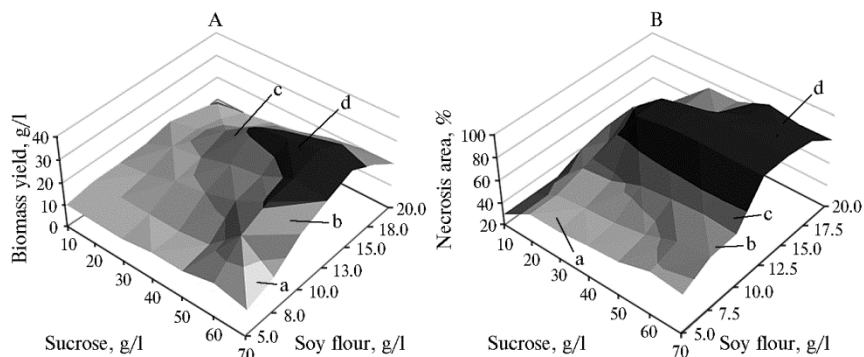 A
B
c
d
a
b
Biomass yield, g/l
40
30
20
10
0
10
20
30
40
50
60
70
Sucrose, g/l
5.0
8.0
10.0
13.0
15.0
18.0
20.0
Soy flour, g/l
d
c
b
a
Necrosis area, %
100
80
60
40
20
10
20
30
40
50
60
70
Sucrose, g/l
5.0
7.5
10.0
12.5
15.0
17.5
20.0
Soy flour, g/l